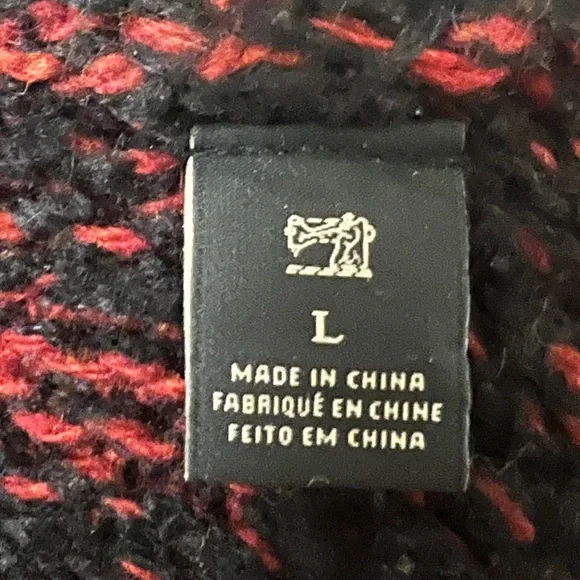 L
MADE IN CHINA
FABRIQUÉ EN CHINE
FEITO EM CHINA